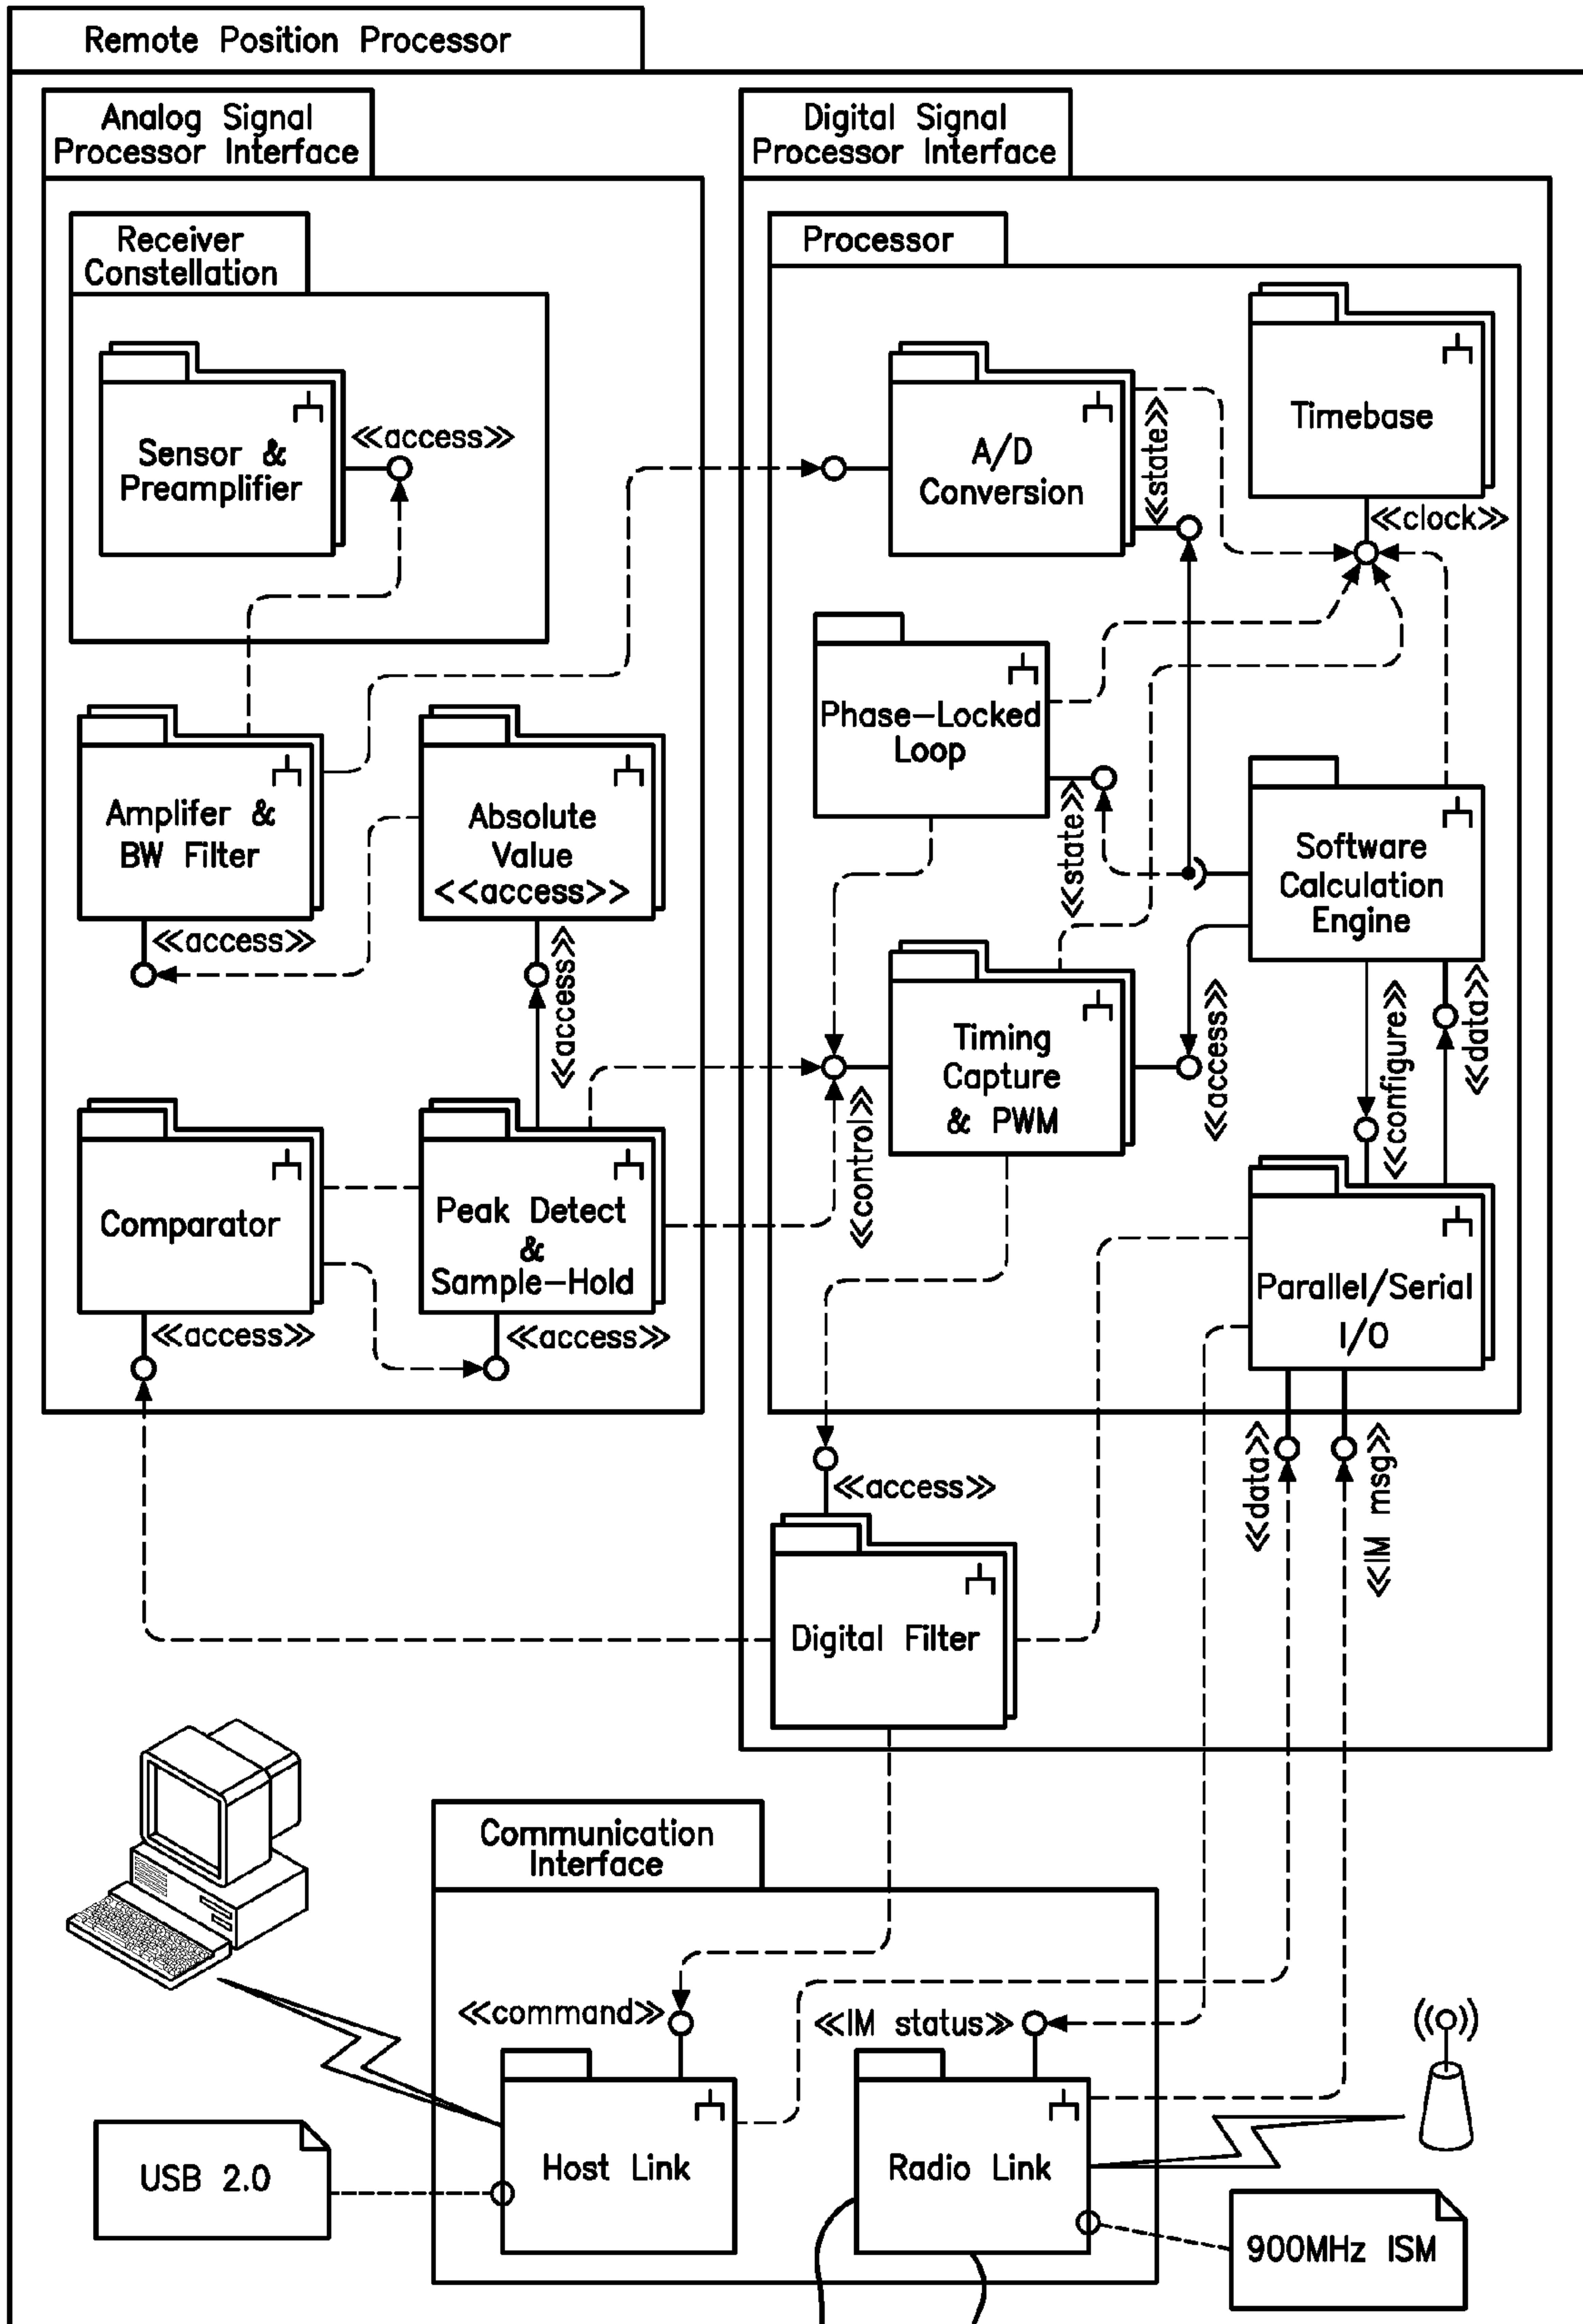 Remote Position Processor
Analog Signal
Processor Interface
Digital Signal
Processor Interface
Receiver
Constellation
Processor
Sensor &
Preamplifier
<<access>>
A/D
Conversion
<<state>>
Timebase
<<clock>>
Phase-Locked
Loop
<<state>>
Amplifer &
BW Filter
<<access>>
Absolute
Value
<<access>>
<<access>>
Software
Calculation
Engine
<<configure>>
<<data>>
Timing
Capture
& PWM
<<access>>
<<control>>
Comparator
<<access>>
Peak Detect
&
Sample-Hold
<<access>>
Parallel/Serial
I/O
<<data>>
<<IM msg>>
<<access>>
Digital Filter
Communication
Interface
<<command>>
<<IM status>>
Host Link
Radio Link
USB 2.0
900MHz ISM